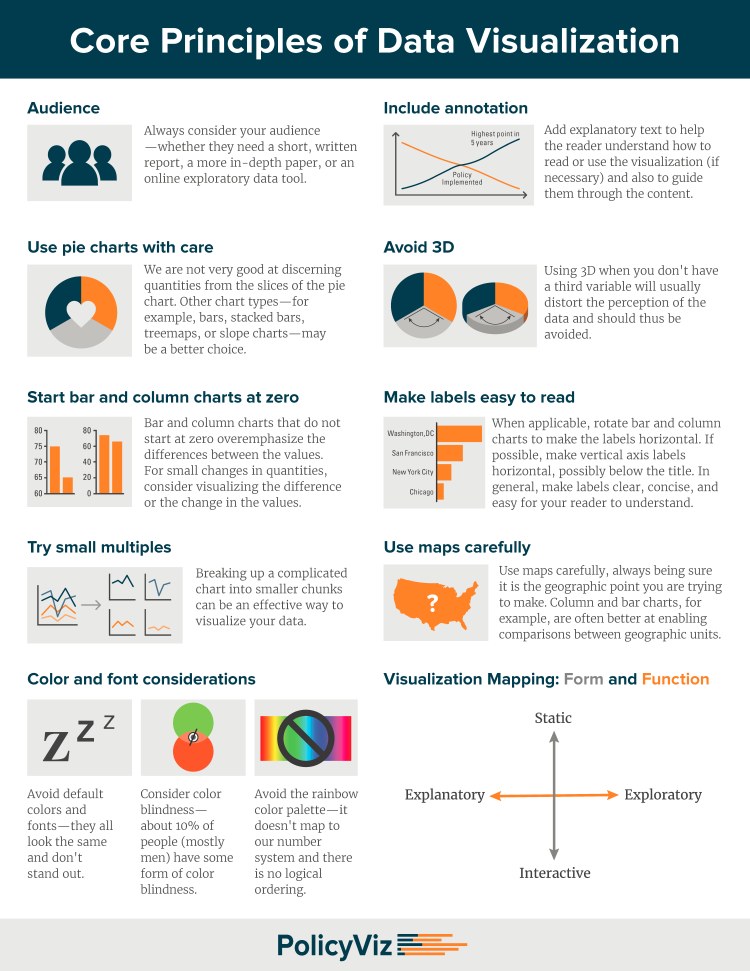 Core Principles of Data Visualization
Audience
Always consider your audience
—whether they need a short, written
report, a more in-depth paper, or an
online exploratory data tool.
Include annotation
Highest point in
5 years
Policy
Implemented
Add explanatory text to help
the reader understand how to
read or use the visualization (if
necessary) and also to guide
them through the content.
Use pie charts with care
We are not very good at discerning
quantities from the slices of the pie
chart. Other chart types—for
example, bars, stacked bars,
treemaps, or slope charts—may
be a better choice.
Avoid 3D
Using 3D when you don't have
a third variable will usually
distort the perception of the
data and should thus be
avoided.
Start bar and column charts at zero
80
75
70
65
60
80
60
40
20
0
Bar and column charts that do not
start at zero overemphasize the
differences between the values.
For small changes in quantities,
consider visualizing the difference
or the change in the values.
Make labels easy to read
Washington,DC
San Francisco
New York City
Chicago
When applicable, rotate bar and column
charts to make the labels horizontal. If
possible, make vertical axis labels
horizontal, possibly below the title. In
general, make labels clear, concise, and
easy for your reader to understand.
Try small multiples
Breaking up a complicated
chart into smaller chunks
can be an effective way to
visualize your data.
Use maps carefully
?
Use maps carefully, always being sure
it is the geographic point you are trying
to make. Column and bar charts, for
example, are often better at enabling
comparisons between geographic units.
Color and font considerations
Z Z Z
Avoid default
colors and
fonts—they all
look the same
and don't
stand out.
Consider color
blindness—
about 10% of
people (mostly
men) have some
form of color
blindness.
Avoid the rainbow
color palette—it
doesn't map to
our number
system and there
is no logical
ordering.
Visualization Mapping: Form and Function
Static
Explanatory
Exploratory
Interactive
PolicyViz